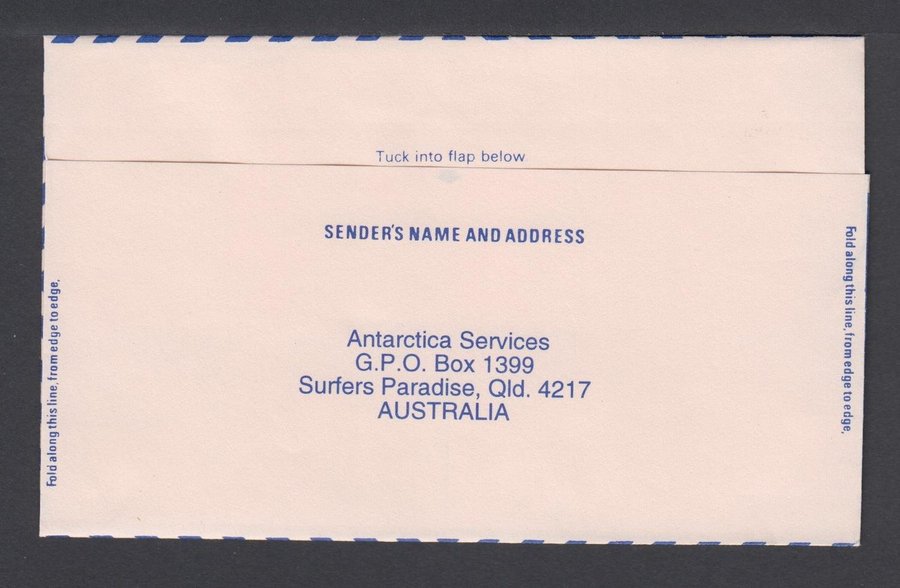 Tuck into flap below
SENDER'S NAME AND ADDRESS
Fold along this line, from edge to edge.
Fold along this line, from edge to edge.
Antarctica Services
G.P.O. Box 1399
Surfers Paradise, Qld. 4217
AUSTRALIA